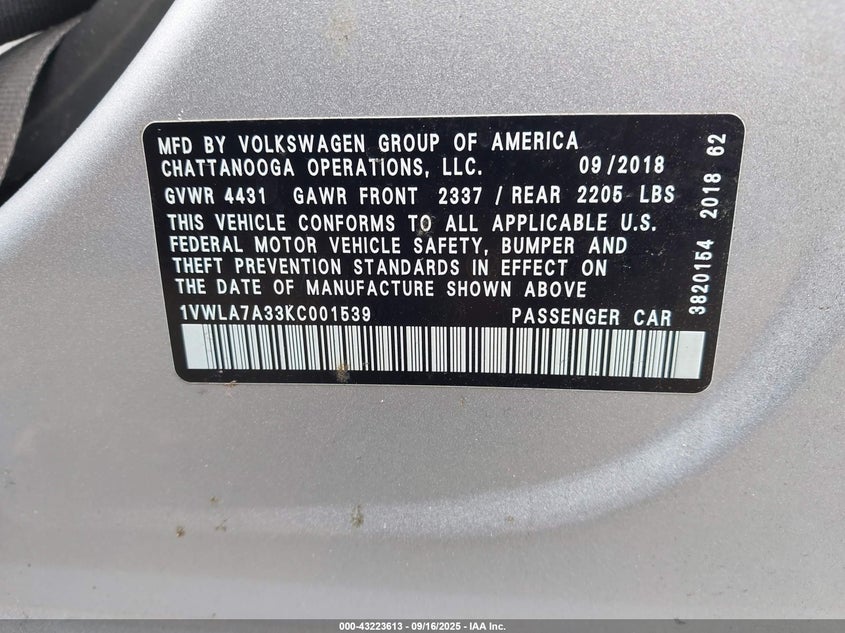 MFD BY VOLKSWAGEN GROUP OF AMERICA
CHATTANOOGA OPERATIONS, LLC. 09/2018
GVWR 4431 GAWR FRONT 2337 / REAR 2205 LBS
THIS VEHICLE CONFORMS TO ALL APPLICABLE U.S.
FEDERAL MOTOR VEHICLE SAFETY, BUMPER AND
THEFT PREVENTION STANDARDS IN EFFECT ON
THE DATE OF MANUFACTURE SHOWN ABOVE
1VWLA7A33KC001539 PASSENGER CAR
3820154 2018 62
000-43223613 - 09/16/2025 - IAA Inc.